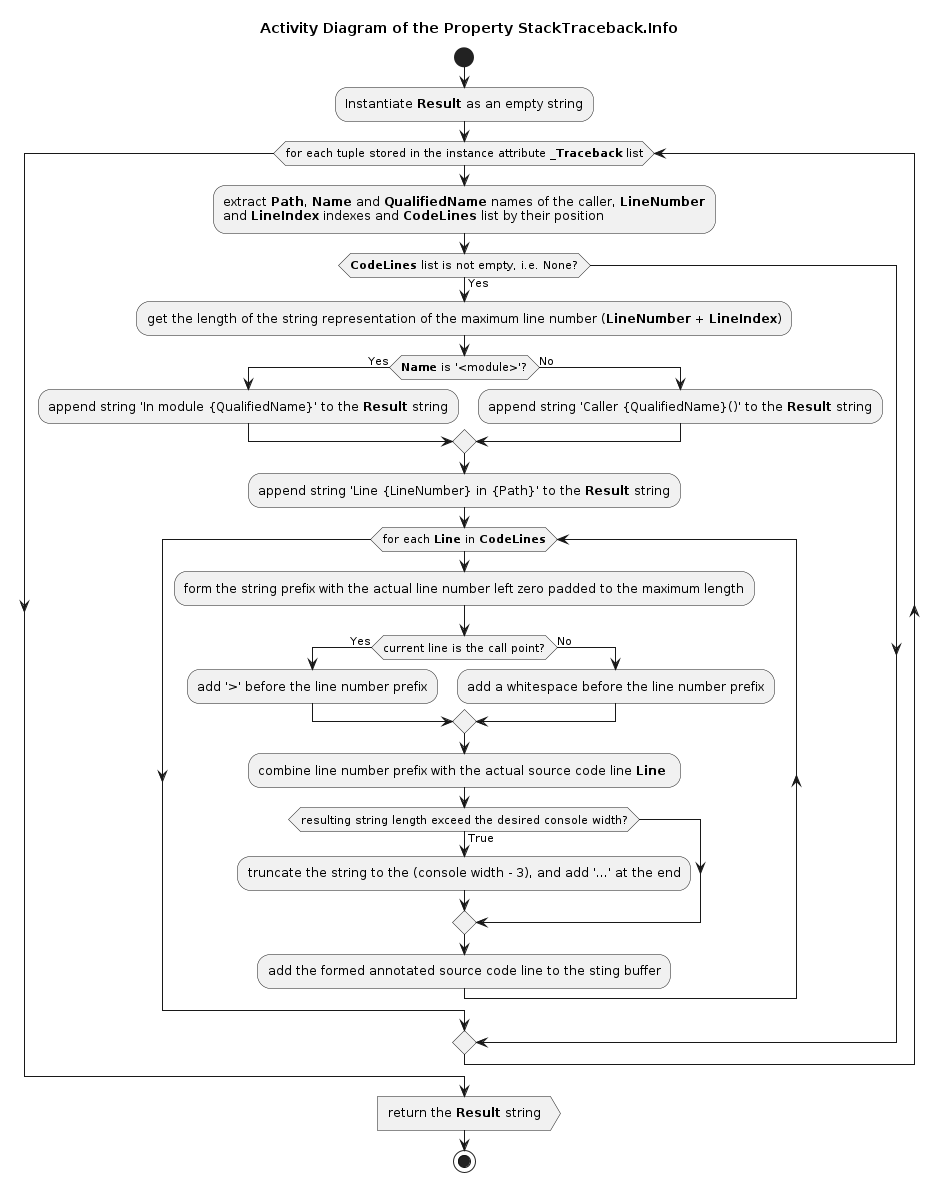 Activity Diagram of the Property StackTraceback.Info
Instantiate Result as an empty string
for each tuple stored in the instance attribute _Traceback list
extract Path, Name and QualifiedName names of the caller, LineNumber
and LineIndex indexes and CodeLines list by their position
CodeLines list is not empty, i.e. None?
Yes
get the length of the string representation of the maximum line number (LineNumber + LineIndex)
Yes
Name is '<module>'?
No
append string 'In module {QualifiedName}' to the Result string
append string 'Caller {QualifiedName}()' to the Result string
append string 'Line {LineNumber} in {Path}' to the Result string
for each Line in CodeLines
form the string prefix with the actual line number left zero padded to the maximum length
Yes
current line is the call point?
No
add '>' before the line number prefix
add a whitespace before the line number prefix
combine line number prefix with the actual source code line Line
resulting string length exceed the desired console width?
True
truncate the string to the (console width - 3), and add '...' at the end
add the formed annotated source code line to the sting buffer
return the Result string